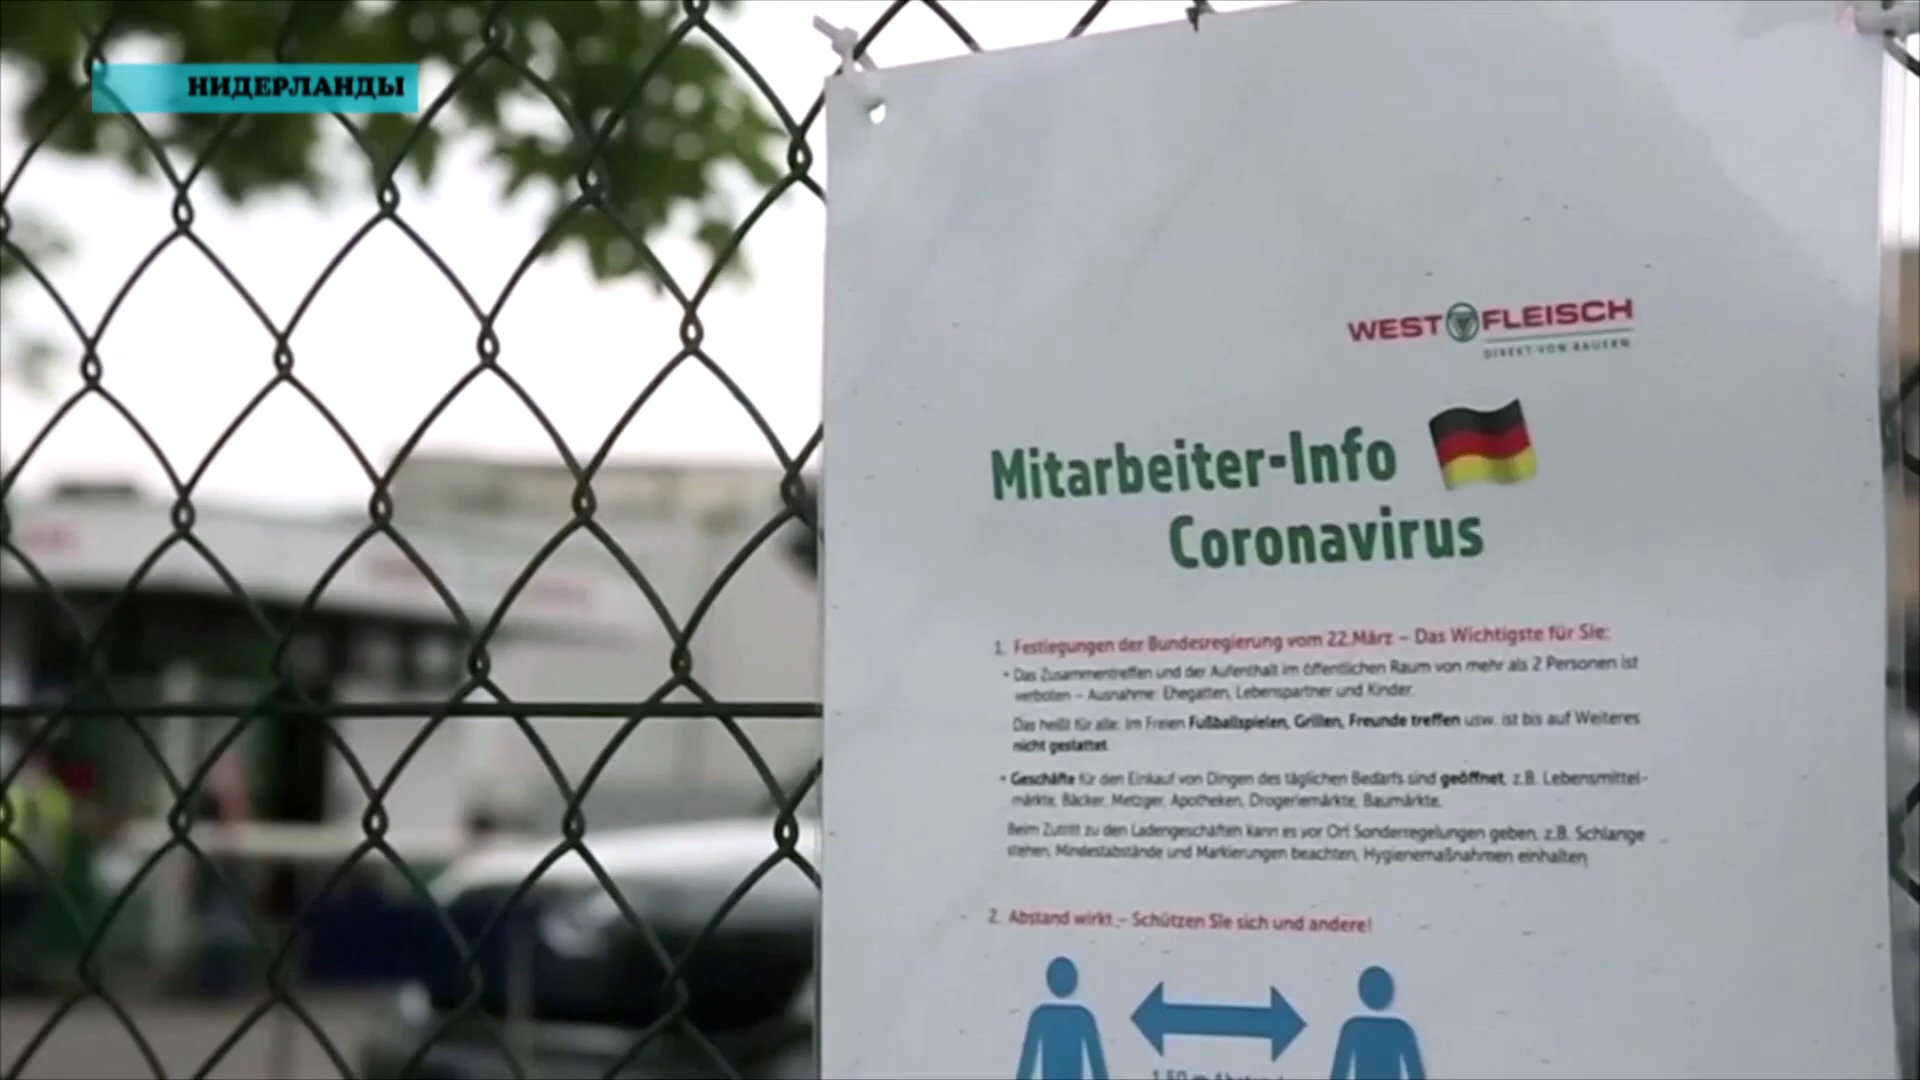 НИДЕРЛАНДЫ
WESTFLEISCH
DIREKT VON BAUERN
Mitarbeiter-Info
Coronavirus
1. Festlegungen der Bundesregierung vom 22.März – Das Wichtigste für Sie:
• Das Zusammentreffen und der Aufenthalt im öffentlichen Raum von mehr als 2 Personen ist
verboten – Ausnahme: Ehegatten, Lebenspartner und Kinder.
Das heißt für alle: Im Freien Fußballspielen, Grillen, Freunde treffen usw. ist bis auf Weiteres
nicht gestattet.
• Geschäfte für den Einkauf von Dingen des täglichen Bedarfs sind geöffnet, z.B. Lebensmittel-
märkte, Bäcker, Metzger, Apotheken, Drogeriemärkte, Baumärkte.
Beim Zutritt zu den Ladengeschäften kann es vor Ort Sonderregelungen geben, z.B. Schlange
stehen, Mindestabstände und Markierungen beachten, Hygienemaßnahmen einhalten
2. Abstand wirkt – Schützen Sie sich und andere!
1,50 m